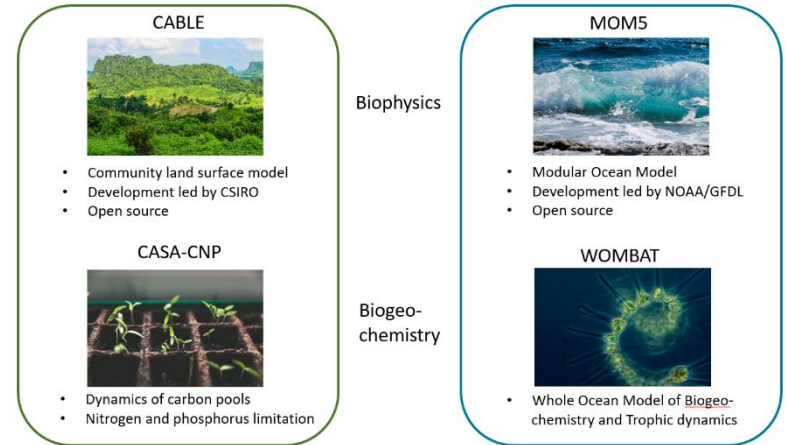 CABLE
• Community land surface model
• Development led by CSIRO
• Open source
CASA-CNP
• Dynamics of carbon pools
• Nitrogen and phosphorus limitation
Biophysics
Biogeo-
chemistry
MOM5
• Modular Ocean Model
• Development led by NOAA/GFDL
• Open source
WOMBAT
• Whole Ocean Model of Biogeo-
chemistry and Trophic dynamics